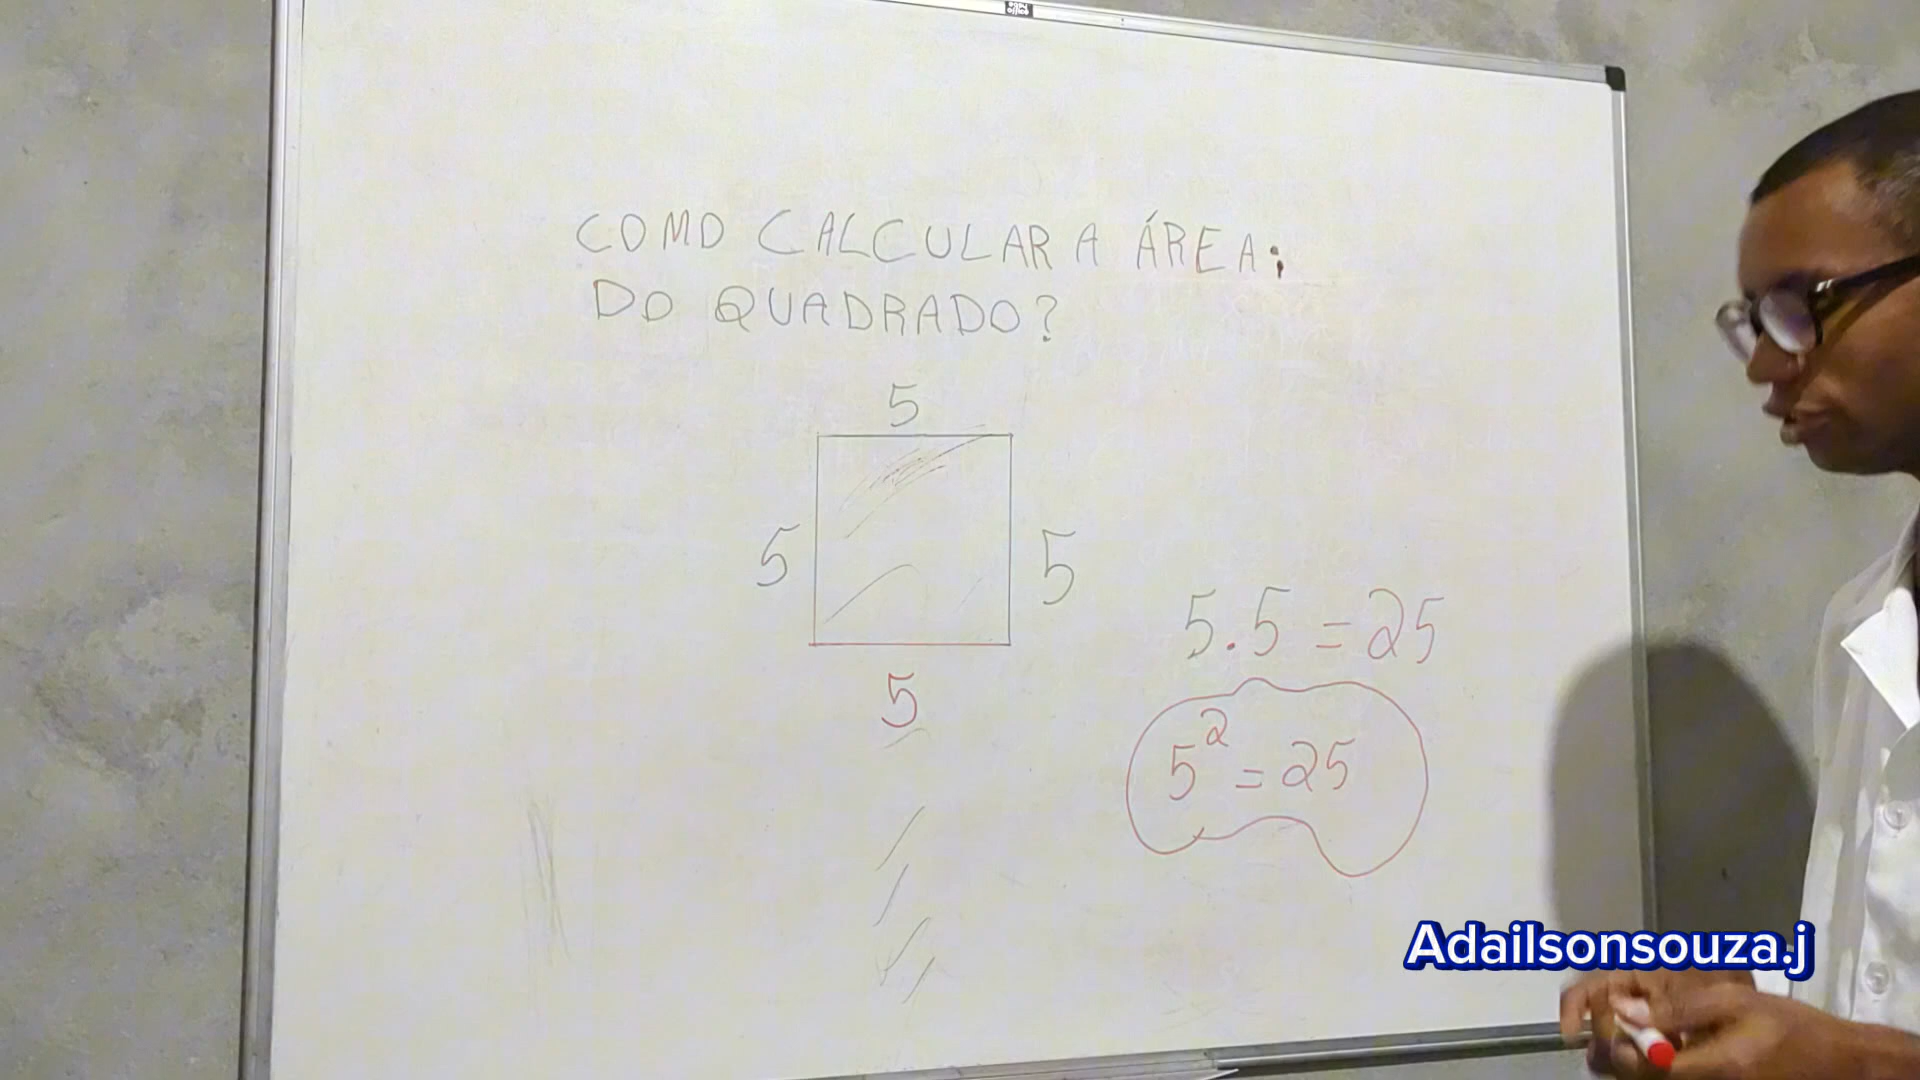 COMO CALCULAR A ÁREA;
DO QUADRADO?
5
5
5
5
5.5 = 25
5² = 25
Adailsonsouza.j